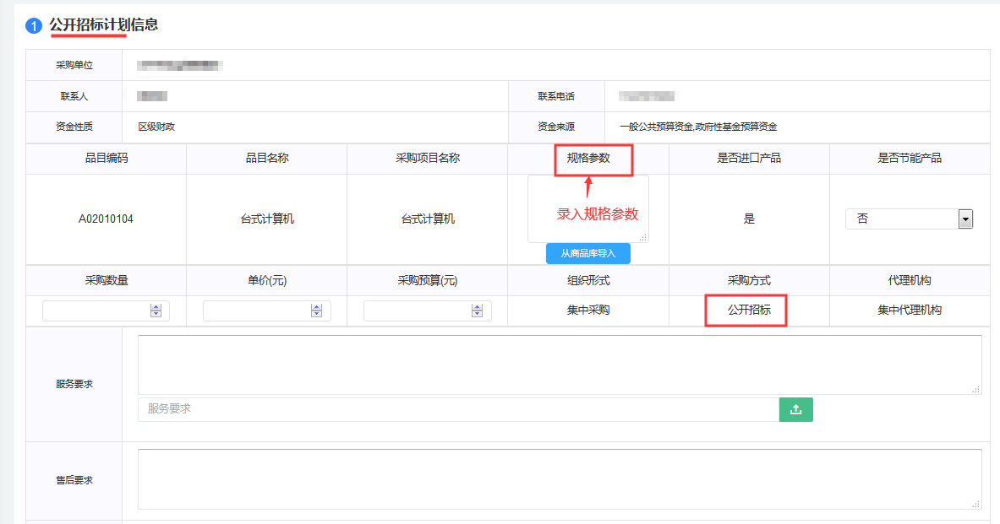 1 公开招标计划信息
采购单位
联系人 联系电话
资金性质 区级财政 资金来源 一般公共预算资金,政府性基金预算资金
品目编码 品目名称 采购项目名称 规格参数 是否进口产品 是否节能产品
A02010104 台式计算机 台式计算机 录入规格参数 是 否
从商品库导入
采购数量 单价(元) 采购预算(元) 组织形式 采购方式 代理机构
集中采购 公开招标 集中代理机构
服务要求
服务要求
售后要求